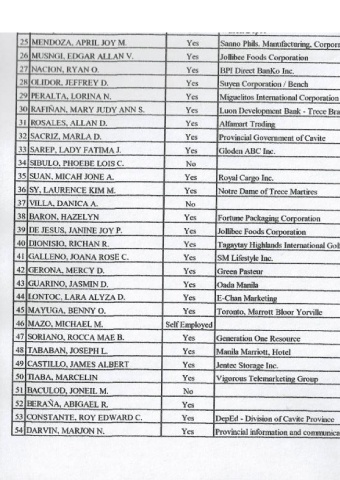 25 MENDOZA, APRIL JOY M. Yes Sanno Phils. Manufacturing, Corpora
26 MUSNGI, EDGAR ALLAN V. Yes Jollibee Foods Corporation
27 NACION, RYAN O. Yes BPI Direct BanKo Inc.
28 OLIDOR, JEFFREY D. Yes Suyen Corporation / Bench
29 PERALTA, LORINA N. Yes Miguelitos International Corporation
30 RAFIÑAN, MARY JUDY ANN S. Yes Luon Development Bank - Trece Bra
31 ROSALES, ALLAN D. Yes Alfamart Trading
32 SACRIZ, MARLA D. Yes Provincial Government of Cavite
33 SAREP, LADY FATIMA J. Yes Gloden ABC Inc.
34 SIBULO, PHOEBE LOIS C. No
35 SUAN, MICAH JONE A. Yes Royal Cargo Inc.
36 SY, LAURENCE KIM M. Yes Notre Dame of Trece Martires
37 VILLA, DANICA A. No
38 BARON, HAZELYN Yes Fortune Packaging Corporation
39 DE JESUS, JANINE JOY P. Yes Jollibee Foods Corporation
40 DIONISIO, RICHAN R. Yes Tagaytay Highlands International Gol
41 GALLENO, JOANA ROSE C. Yes SM Lifestyle Inc.
42 GERONA, MERCY D. Yes Green Pasteur
43 GUARINO, JASMIN D. Yes Oada Manila
44 LONTOC, LARA ALYZA D. Yes E-Chan Marketing
45 MAYUGA, BENNY O. Yes Toronto, Marrott Bloor Yorville
46 MAZO, MICHAEL M. Self Employed
47 SORIANO, ROCCA MAE B. Yes Generation One Resource
48 TABABAN, JOSEPH L. Yes Manila Marriott, Hotel
49 CASTILLO, JAMES ALBERT Yes Jentec Storage Inc.
50 TIABA, MARCELIN Yes Vigorous Telemarketing Group
51 BACULOD, JONEIL M. No
52 BERAÑA, ABIGAEL R. Yes
53 CONSTANTE, ROY EDWARD C. Yes DepEd - Division of Cavite Province
54 DARVIN, MARJON N. Yes Provincial information and communica